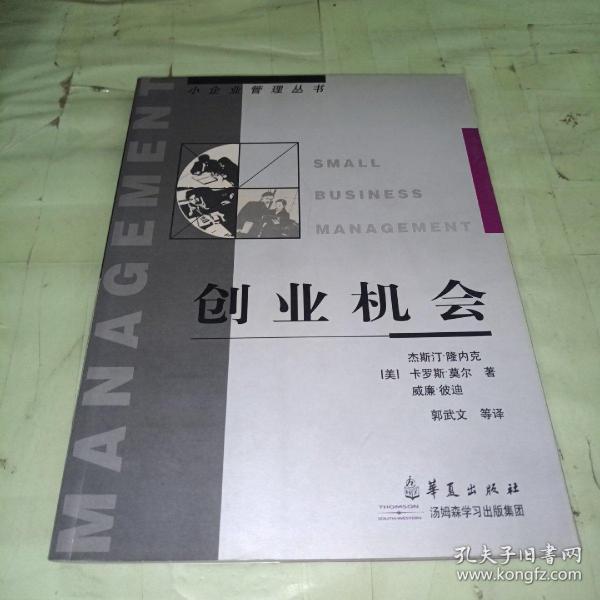 小企业管理丛书
MANAGEMENT
SMALL
BUSINESS
MANAGEMENT
创业机会
杰斯汀·隆内克
[美] 卡罗斯·莫尔 著
威廉·彼迪
郭武文 等译
华夏出版社
THOMSON
SOUTH-WESTERN
汤姆森学习出版集团
孔夫子旧书网
www.kongfz.com